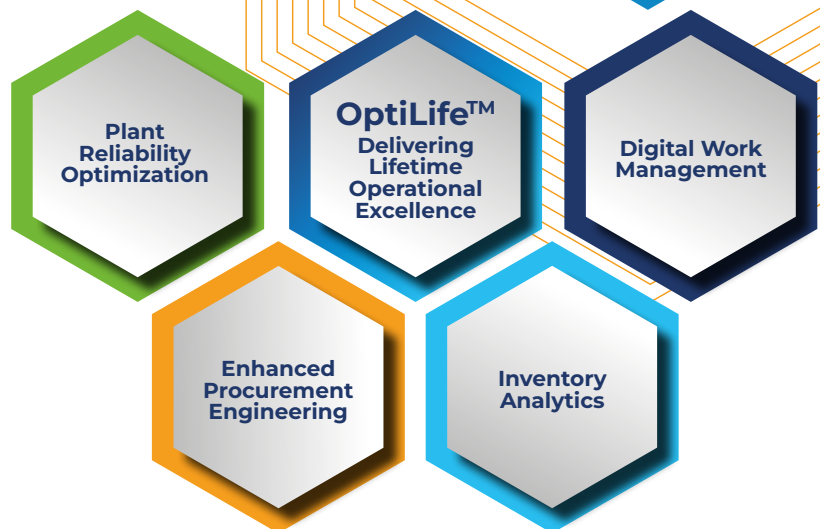 Plant
Reliability
Optimization
OptiLife™
Delivering
Lifetime
Operational
Excellence
Digital Work
Management
Enhanced
Procurement
Engineering
Inventory
Analytics